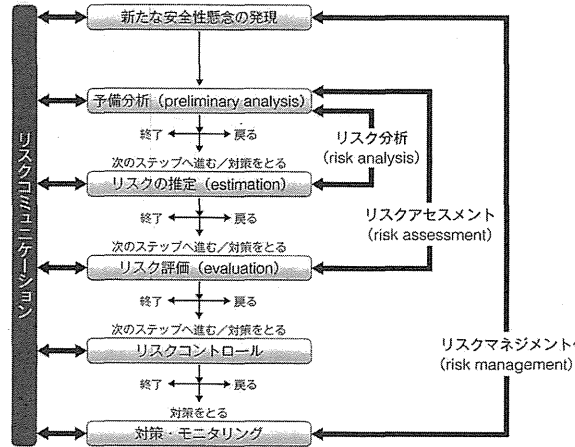 リスクコミュニケーション
新たな安全性懸念の発現
予備分析（preliminary analysis）
終了 戻る
次のステップへ進む／対策をとる
リスクの推定（estimation）
終了 戻る
次のステップへ進む／対策をとる
リスク評価（evaluation）
終了 戻る
次のステップへ進む／対策をとる
リスクコントロール
終了 戻る
対策をとる
対策・モニタリング
リスク分析
(risk analysis)
リスクアセスメント
(risk assessment)
リスクマネジメント
(risk management)